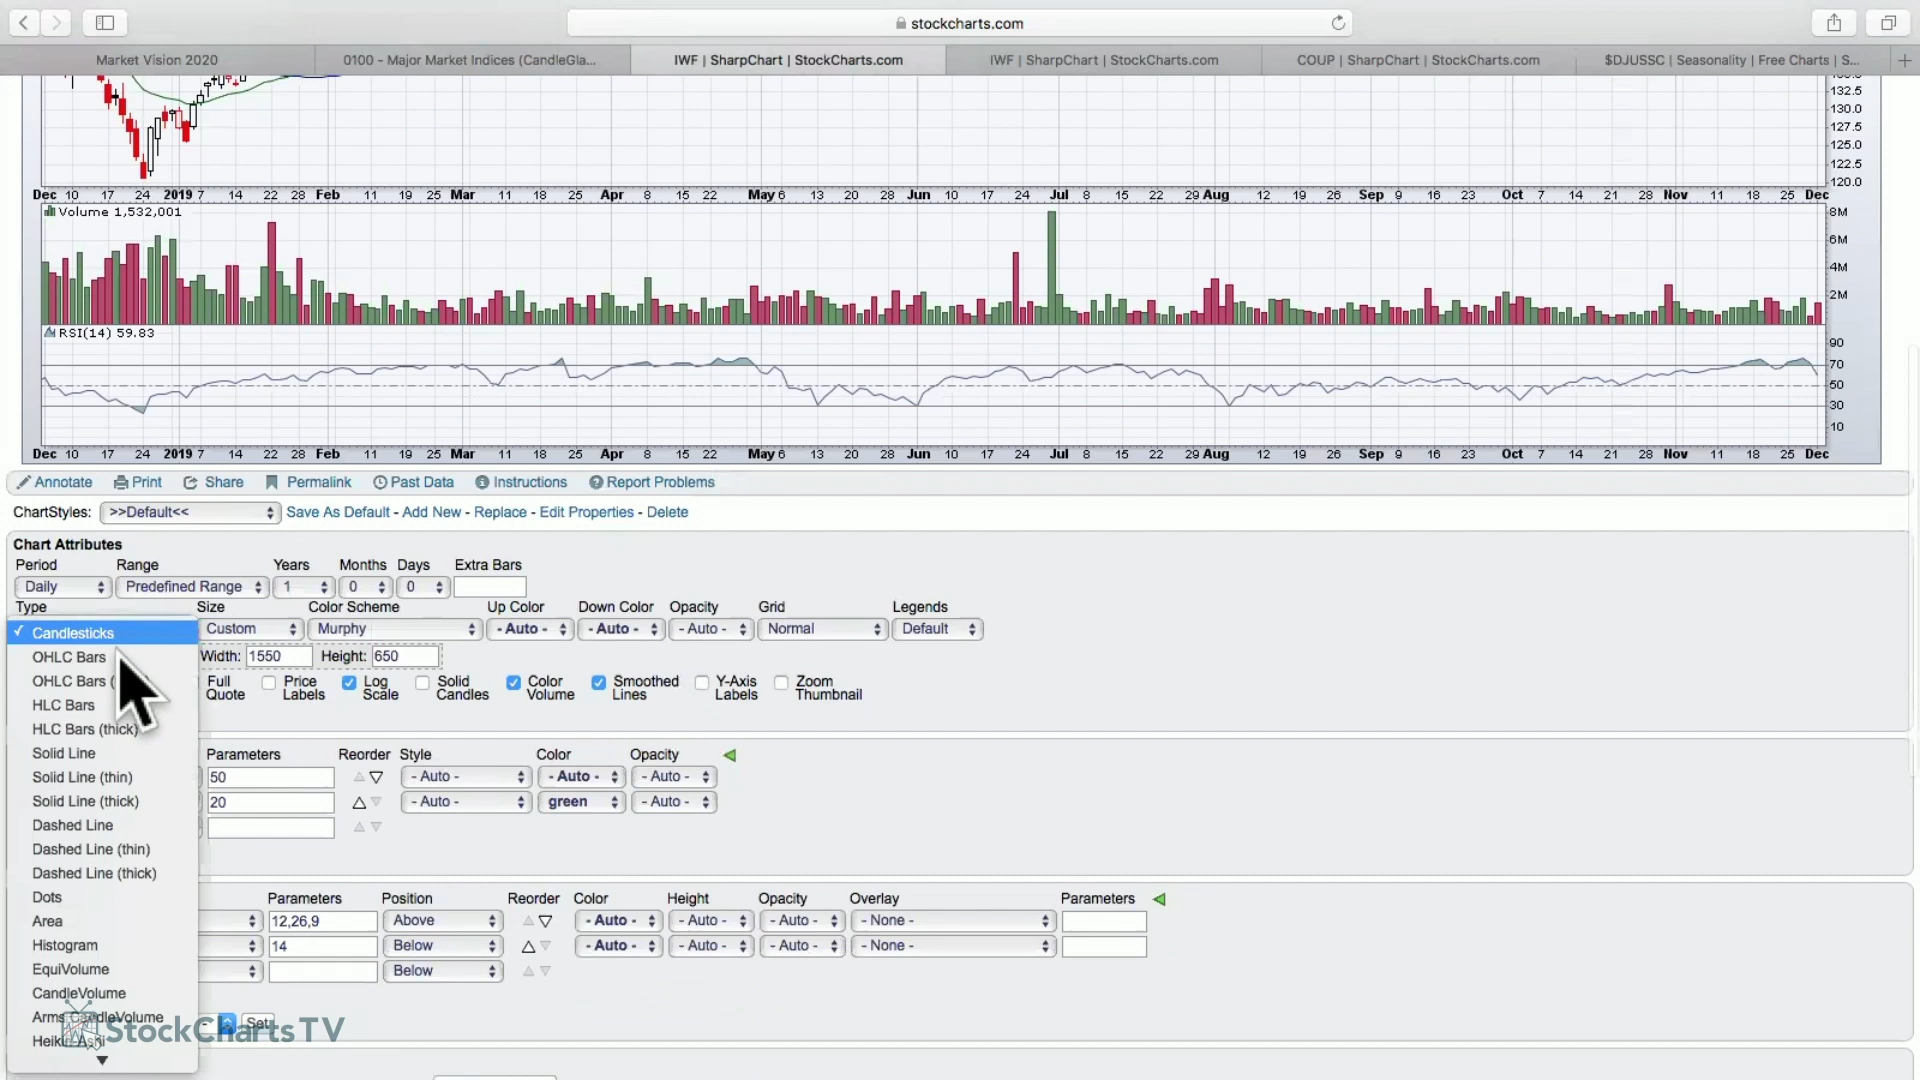 stockcharts.com
Market Vision 2020
0100 - Major Market Indices (CandleGla...
IWF | SharpChart | StockCharts.com
IWF | SharpChart | StockCharts.com
COUP | SharpChart | StockCharts.com
$DJUSSC | Seasonality | Free Charts | S...
132.5
130.0
127.5
125.0
122.5
120.0
Dec 10 17 24 2019 7 14 22 28 Feb 11 19 25 Mar 11 18 25 Apr 8 15 22 May 6 13 20 28 Jun 10 17 24 Jul 8 15 22 29 Aug 12 19 26 Sep 9 16 23 Oct 7 14 21 28 Nov 11 18 25 Dec
Volume 1,532,001
8M
6M
4M
2M
RSI(14) 59.83
90
70
50
30
10
Dec 10 17 24 2019 7 14 22 28 Feb 11 19 25 Mar 11 18 25 Apr 8 15 22 May 6 13 20 28 Jun 10 17 24 Jul 8 15 22 29 Aug 12 19 26 Sep 9 16 23 Oct 7 14 21 28 Nov 11 18 25 Dec
Annotate Print Share Permalink Past Data Instructions Report Problems
ChartStyles: >>Default<< Save As Default - Add New - Replace - Edit Properties - Delete
Chart Attributes
Period Range Years Months Days Extra Bars
Daily Predefined Range 1 0 0
Type Size Color Scheme Up Color Down Color Opacity Grid Legends
Candlesticks Custom Murphy - Auto - - Auto - - Auto - Normal Default
OHLC Bars Width: 1550 Height: 650
OHLC Bars ( Full Quote Price Labels Log Scale Solid Candles Color Volume Smoothed Lines Y-Axis Labels Zoom Thumbnail
HLC Bars
HLC Bars (thick)
Solid Line Parameters Reorder Style Color Opacity
Solid Line (thin) 50 - Auto - - Auto - - Auto -
Solid Line (thick) 20 - Auto - green - Auto -
Dashed Line
Dashed Line (thin)
Dashed Line (thick)
Dots Parameters Position Reorder Color Height Opacity Overlay Parameters
Area 12,26,9 Above - Auto - - Auto - - Auto - - None -
Histogram 14 Below - Auto - - Auto - - Auto - - None -
EquiVolume Below
CandleVolume
Arms CandleVolume - Set
Heikin-Ashi
StockCharts TV